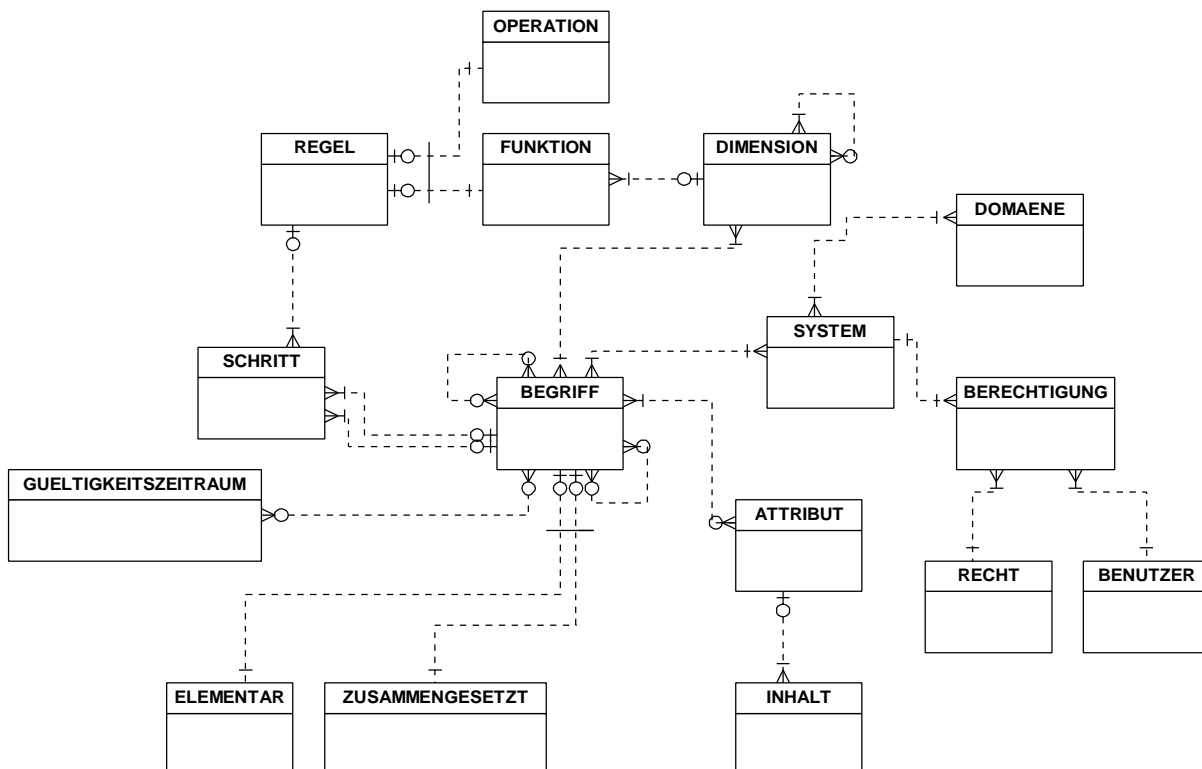 OPERATION
REGEL
FUNKTION
DIMENSION
DOMAENE
SYSTEM
SCHRITT
BEGRIFF
BERECHTIGUNG
GUELTIGKEITSZEITRAUM
ATTRIBUT
RECHT
BENUTZER
ELEMENTAR
ZUSAMMENGESETZT
INHALT